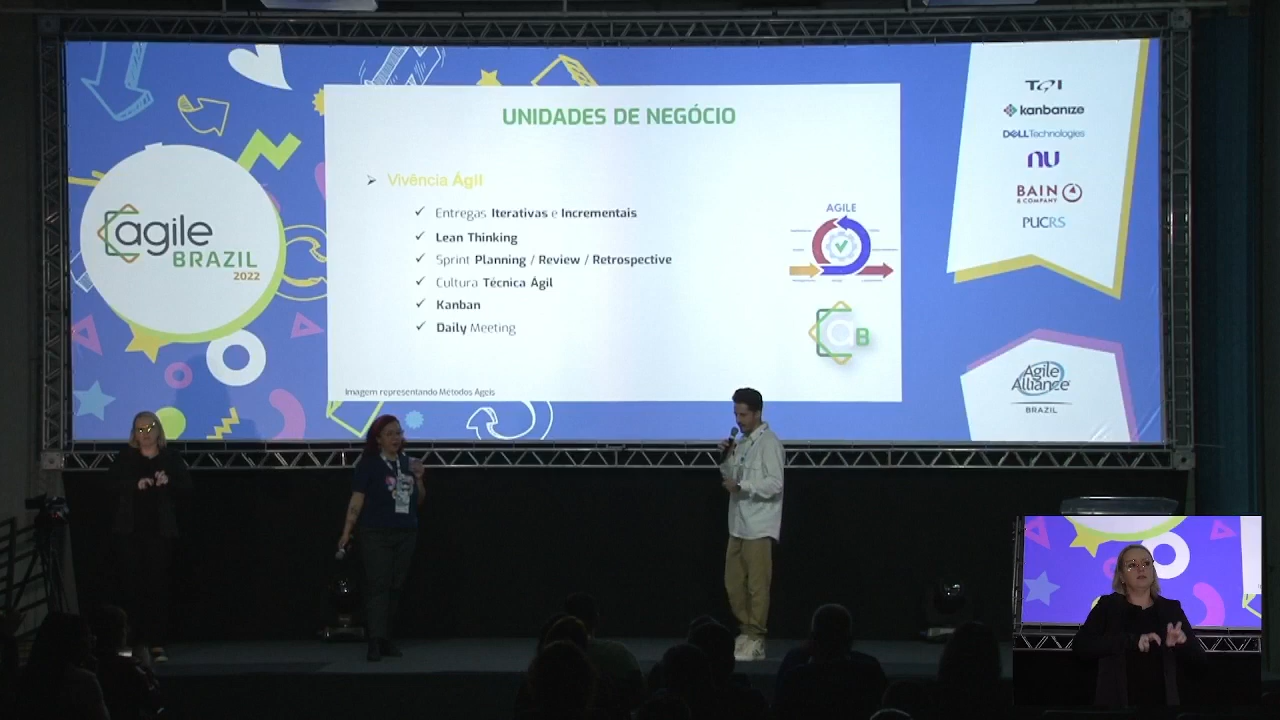 UNIDADES DE NEGÓCIO
Vivência Ágil
Entregas Iterativas e Incrementais
Lean Thinking
Sprint Planning / Review / Retrospective
Cultura Técnica Ágil
Kanban
Daily Meeting
Imagem representando Métodos Ágeis
AGILE
aB
agile
BRAZIL
2022
TQI
kanbanize
DELL Technologies
NU
BAIN
& COMPANY
PUCRS
Agile
Alliance
BRAZIL